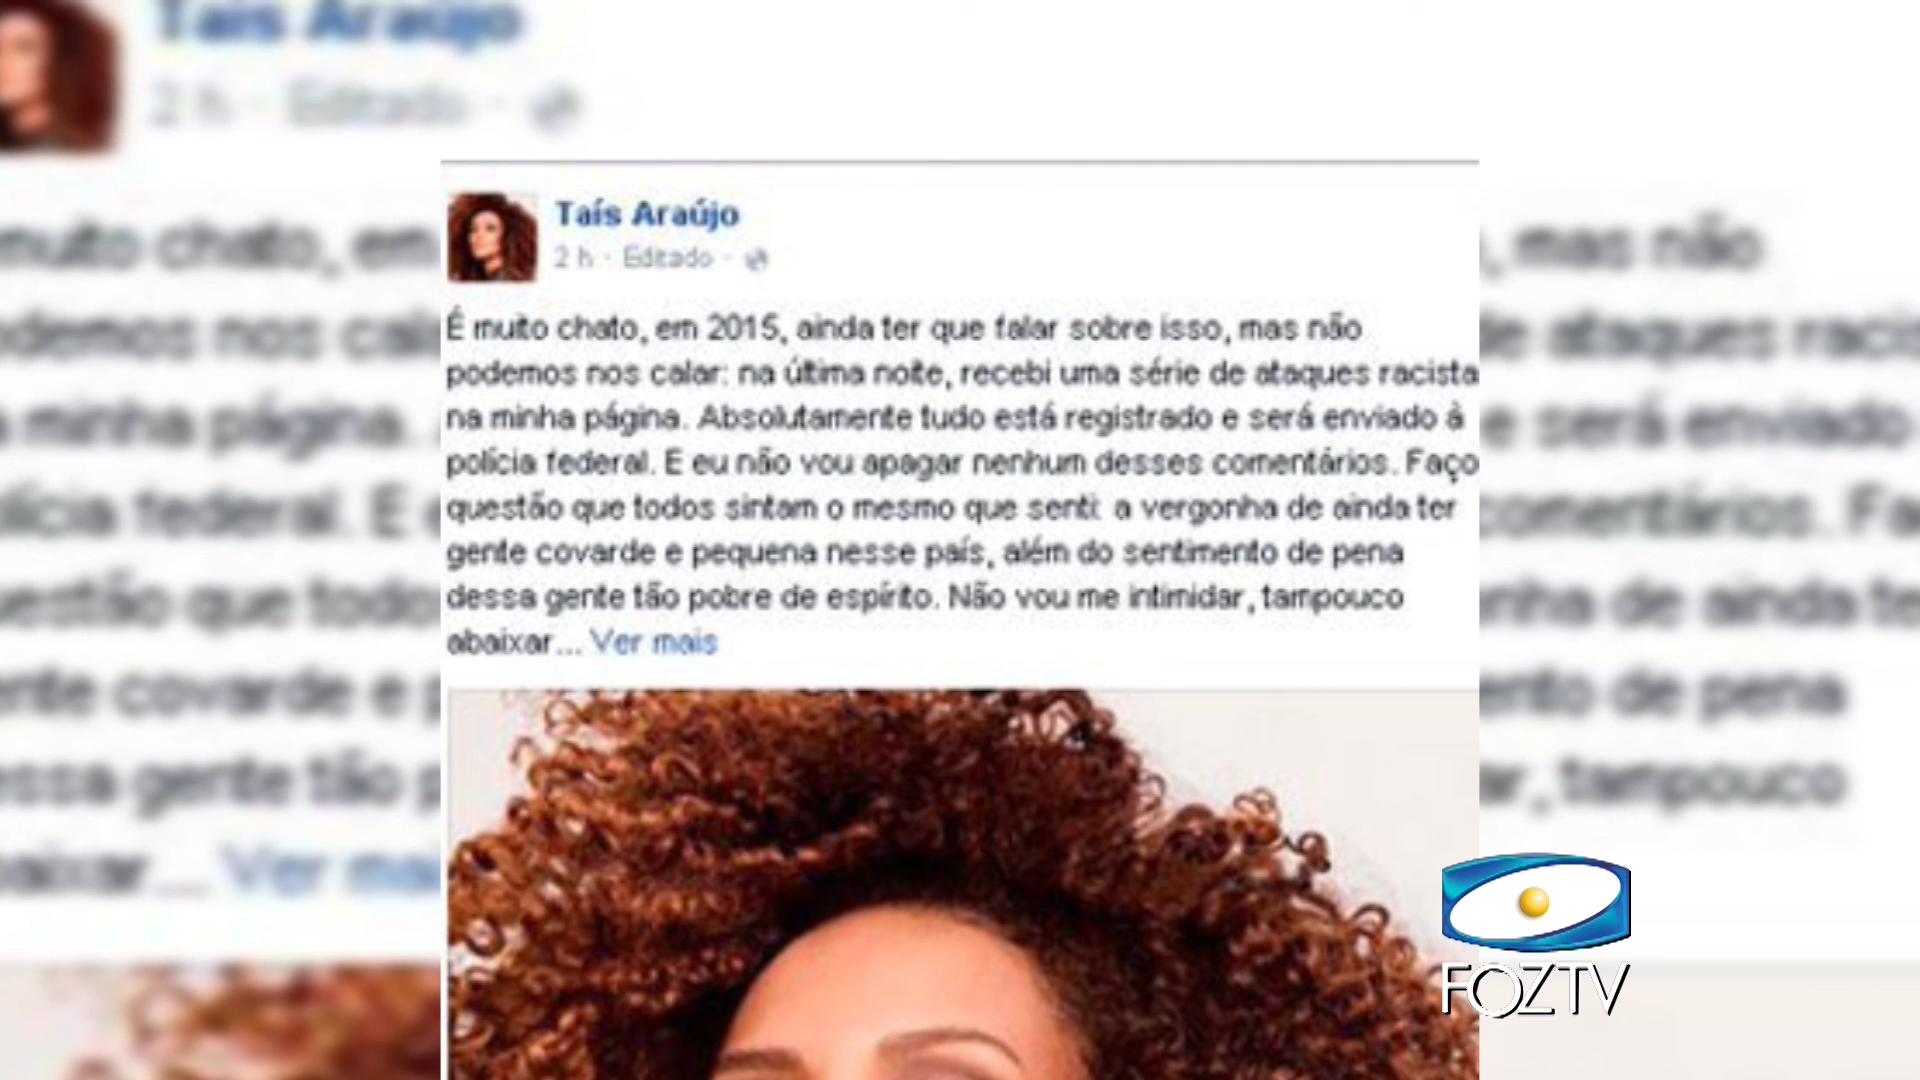 Taís Araújo
2 h · Editado ·
É muito chato, em 2015, ainda ter que falar sobre isso, mas não
podemos nos calar: na última noite, recebi uma série de ataques racista
na minha página. Absolutamente tudo está registrado e será enviado à
polícia federal. E eu não vou apagar nenhum desses comentários. Faço
questão que todos sintam o mesmo que senti: a vergonha de ainda ter
gente covarde e pequena nesse país, além do sentimento de pena
dessa gente tão pobre de espírito. Não vou me intimidar, tampouco
abaixar... Ver mais
FOZTV